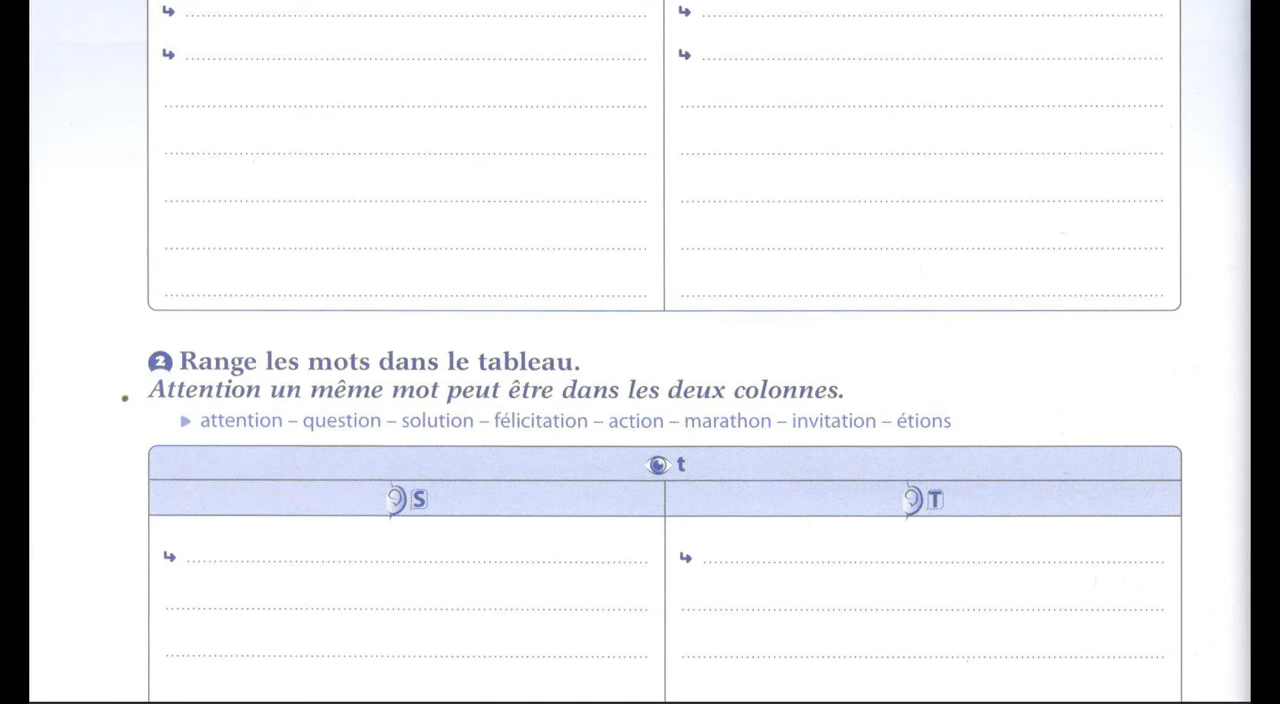 2 Range les mots dans le tableau.
Attention un même mot peut être dans les deux colonnes.
attention – question – solution – félicitation – action – marathon – invitation – étions
t
S
T